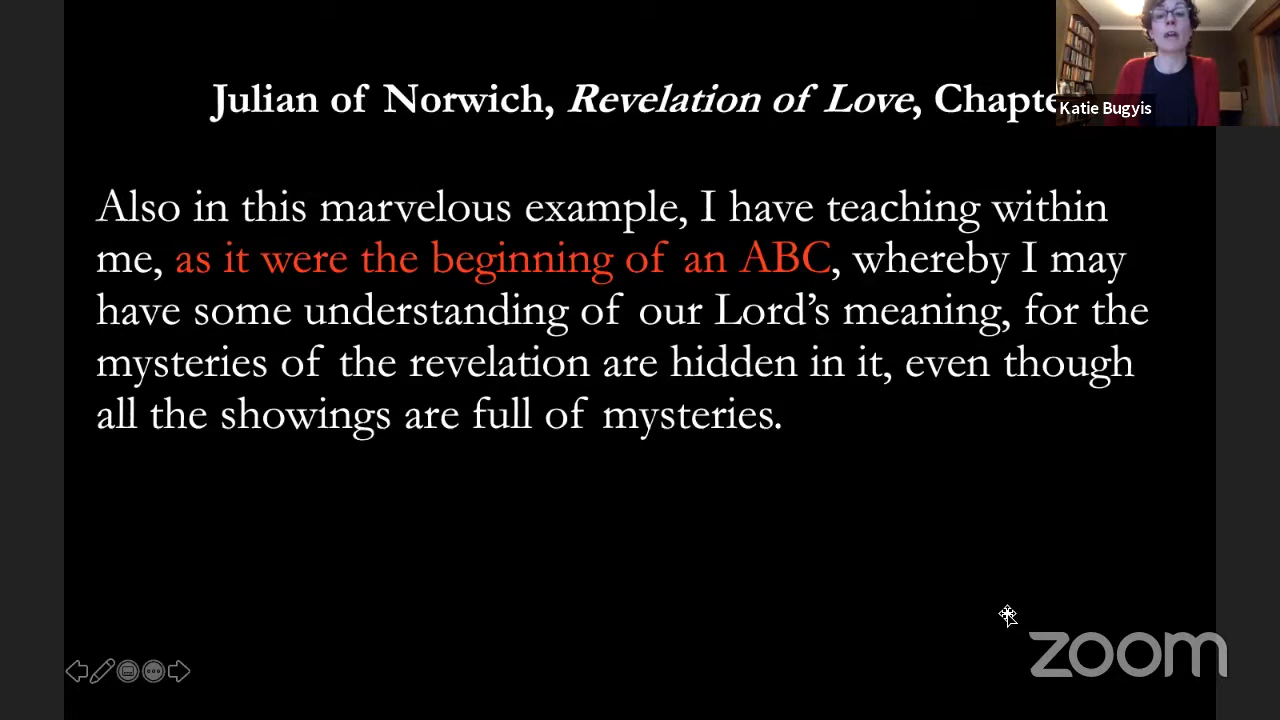 Julian of Norwich, Revelation of Love, Chapte
Katie Bugyis
Also in this marvelous example, I have teaching within
me, as it were the beginning of an ABC, whereby I may
have some understanding of our Lord’s meaning, for the
mysteries of the revelation are hidden in it, even though
all the showings are full of mysteries.
zoom